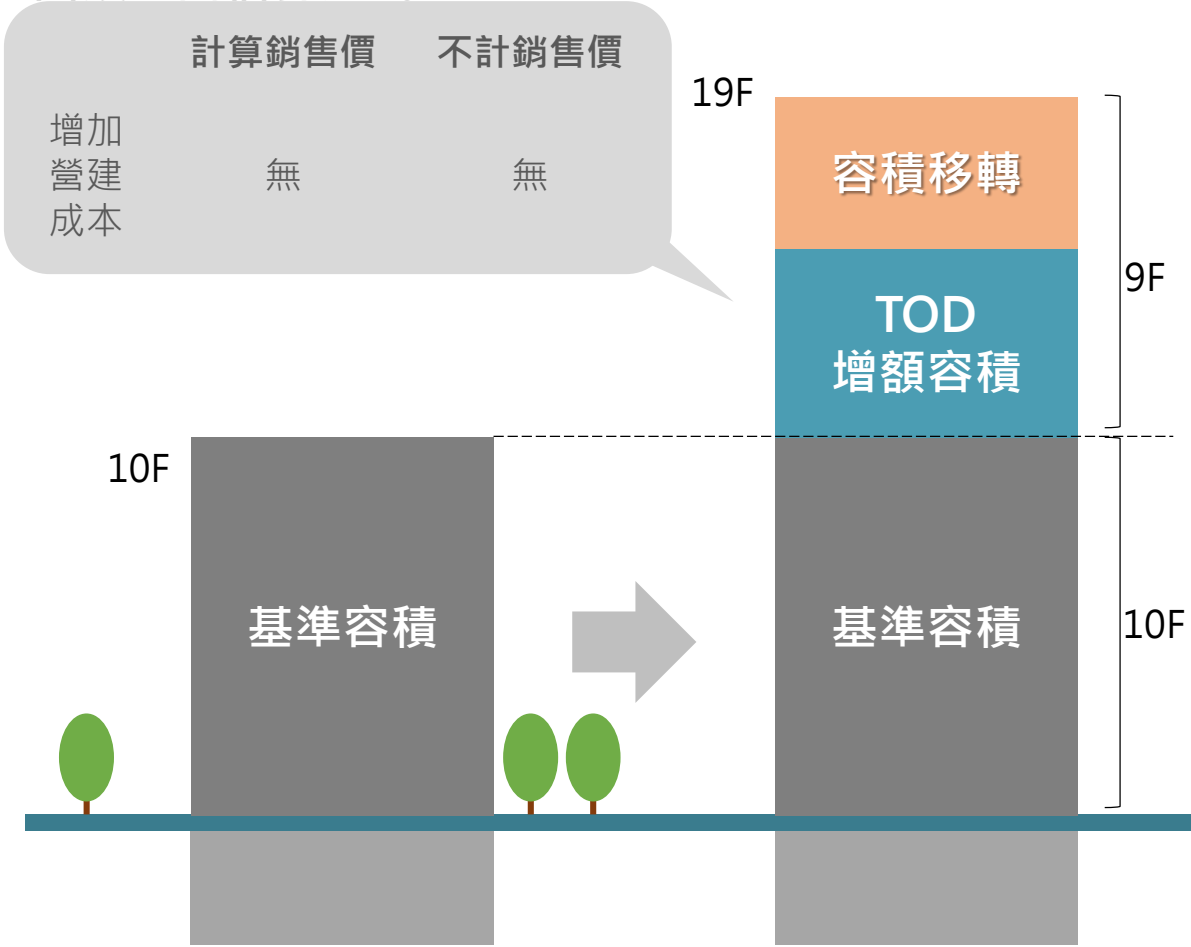 計算銷售價 不計銷售價
增加
營建
成本
無 無
19F
容積移轉
TOD
增額容積
9F
10F
基準容積
基準容積
10F